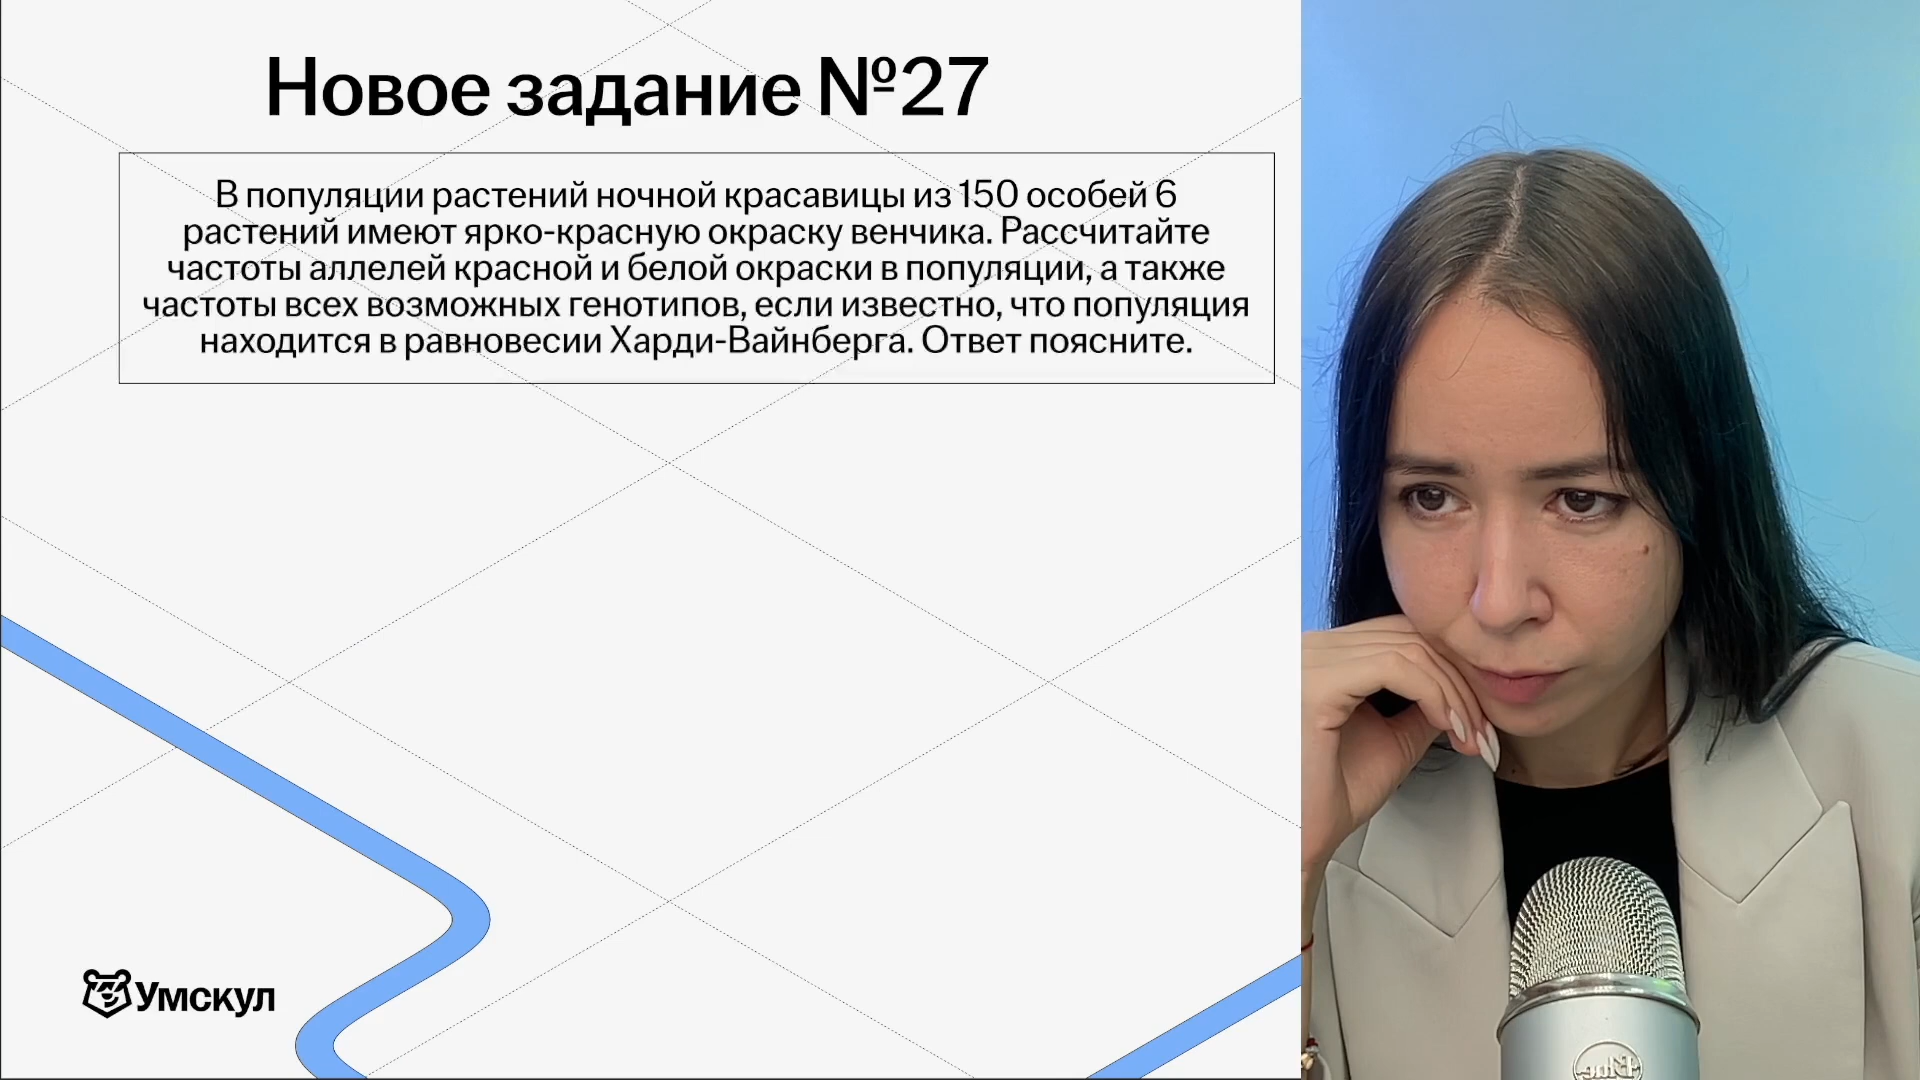 Новое задание №27
В популяции растений ночной красавицы из 150 особей 6
растений имеют ярко-красную окраску венчика. Рассчитайте
частоты аллелей красной и белой окраски в популяции, а также
частоты всех возможных генотипов, если известно, что популяция
находится в равновесии Харди-Вайнберга. Ответ поясните.
Умскул
Blue